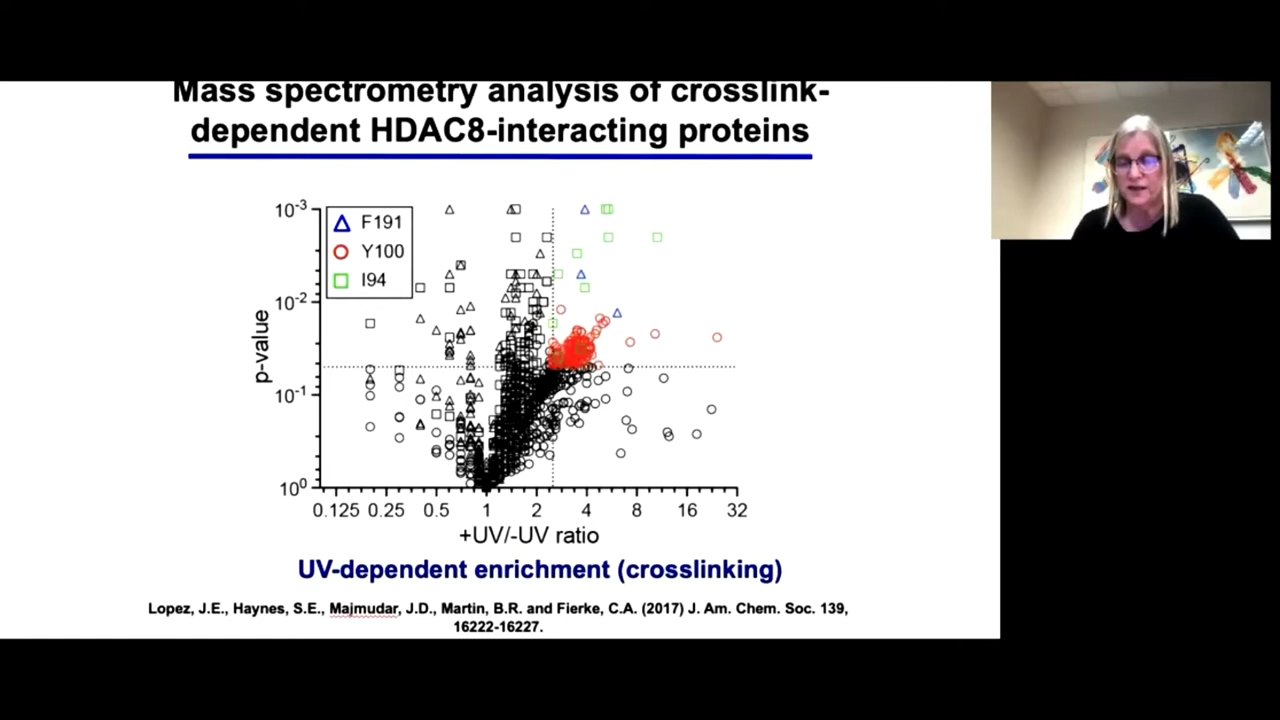 Mass spectrometry analysis of crosslink-
dependent HDAC8-interacting proteins
F191
Y100
I94
10-3
10-2
10-1
100
p-value
0.125 0.25 0.5 1 2 4 8 16 32
+UV/-UV ratio
UV-dependent enrichment (crosslinking)
Lopez, J.E., Haynes, S.E., Majmudar, J.D., Martin, B.R. and Fierke, C.A. (2017) J. Am. Chem. Soc. 139,
16222-16227.